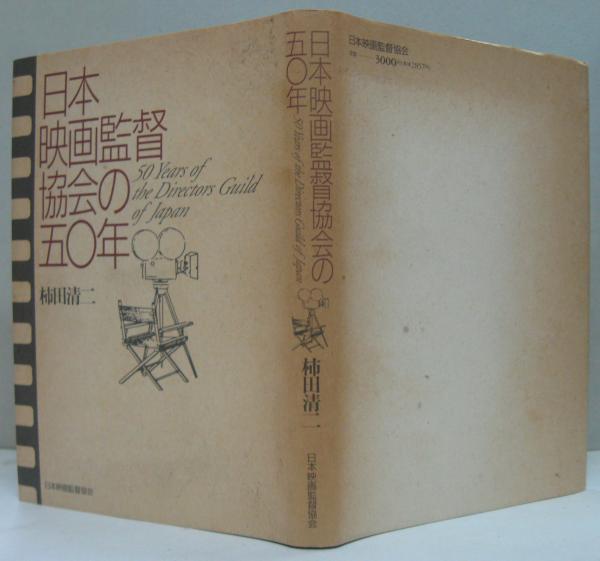 日本
映画監督
協会の
五〇年
50 Years of
the Directors Guild
of Japan
柿田清二
日本映画監督協会
日本映画監督協会の
五〇年
50 Years of the Directors Guild of Japan
柿田清二
日本映画監督協会
日本映画監督協会
3000